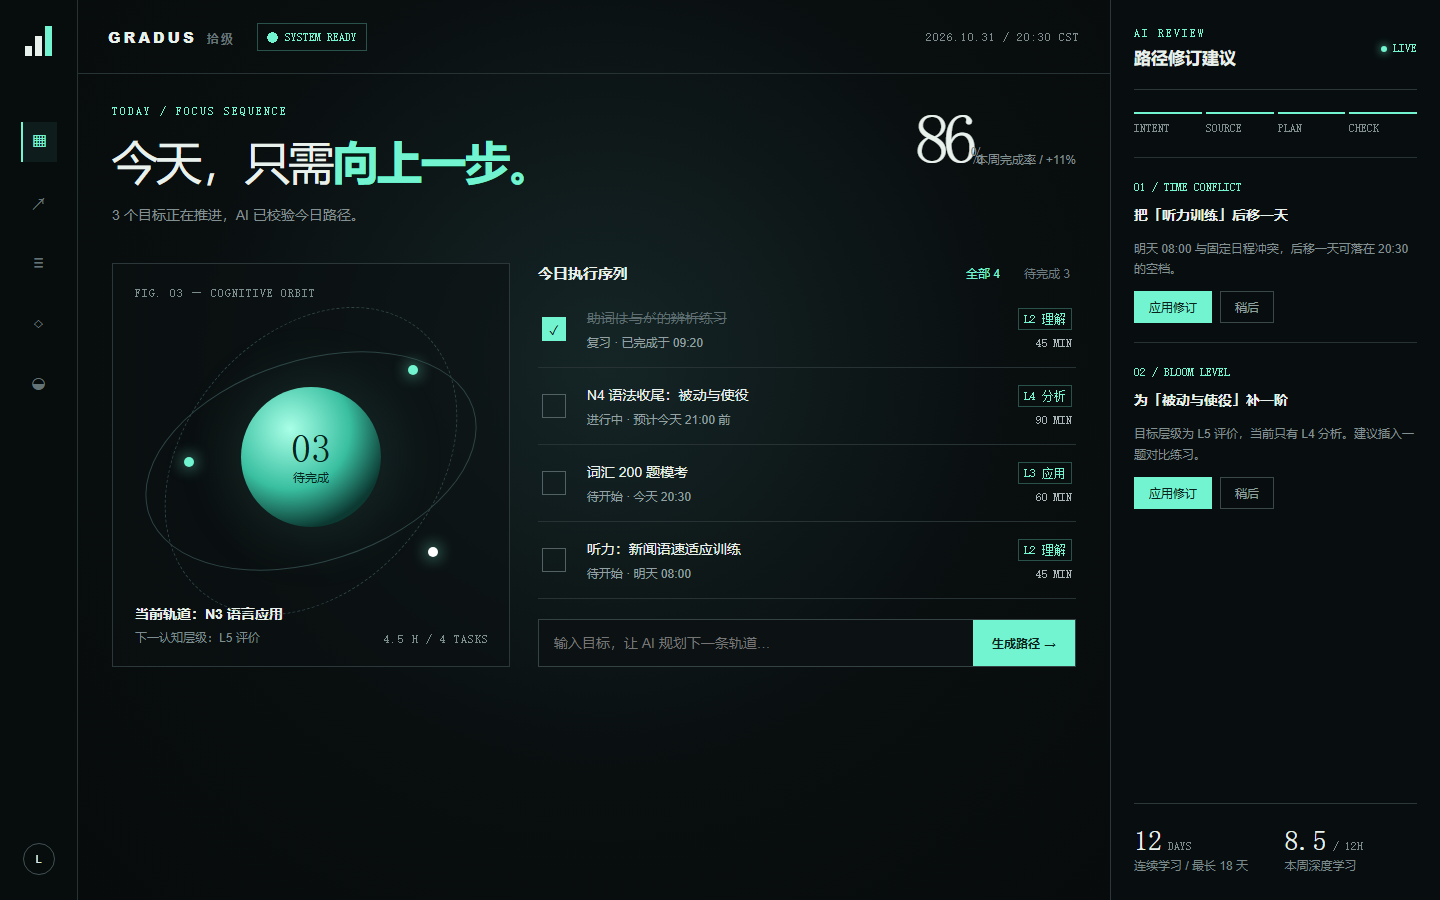 GRADUS 拾级
SYSTEM READY
2026.10.31 / 20:30 CST
TODAY / FOCUS SEQUENCE
今天，只需向上一步。
3 个目标正在推进，AI 已校验今日路径。
86%
本周完成率 / +11%
FIG. 03 — COGNITIVE ORBIT
03
待完成
当前轨道：N3 语言应用
下一认知层级：L5 评价
4.5 H / 4 TASKS
今日执行序列
全部 4
待完成 3
助词は与が的辨析练习
L2 理解
复习 · 已完成于 09:20
45 MIN
N4 语法收尾：被动与使役
L4 分析
进行中 · 预计今天 21:00 前
90 MIN
词汇 200 题模考
L3 应用
待开始 · 今天 20:30
60 MIN
听力：新闻语速适应训练
L2 理解
待开始 · 明天 08:00
45 MIN
输入目标，让 AI 规划下一条轨道...
生成路径 →
AI REVIEW
路径修订建议
LIVE
INTENT
SOURCE
PLAN
CHECK
01 / TIME CONFLICT
把「听力训练」后移一天
明天 08:00 与固定日程冲突，后移一天可落在 20:30
的空档。
应用修订
稍后
02 / BLOOM LEVEL
为「被动与使役」补一阶
目标层级为 L5 评价，当前只有 L4 分析。建议插入一
题对比练习。
应用修订
稍后
12 DAYS
连续学习 / 最长 18 天
8.5 / 12H
本周深度学习
L